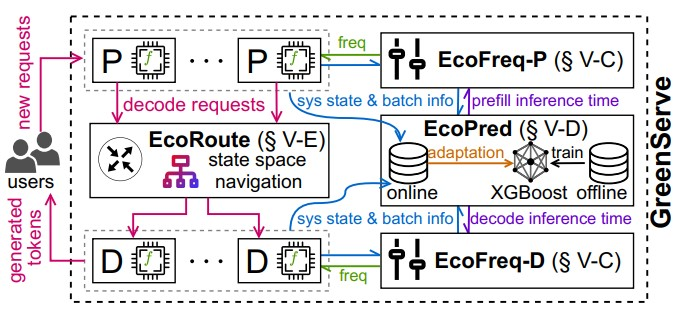 new requests
users
generated
tokens
P f
...
P f
freq
EcoFreq-P (§ V-C)
decode requests
sys state & batch info
prefill inference time
EcoRoute (§ V-E)
state space
navigation
EcoPred (§ V-D)
adaptation
train
online
XGBoost
offline
sys state & batch info
decode inference time
D f
...
D f
freq
EcoFreq-D (§ V-C)
GreenServe